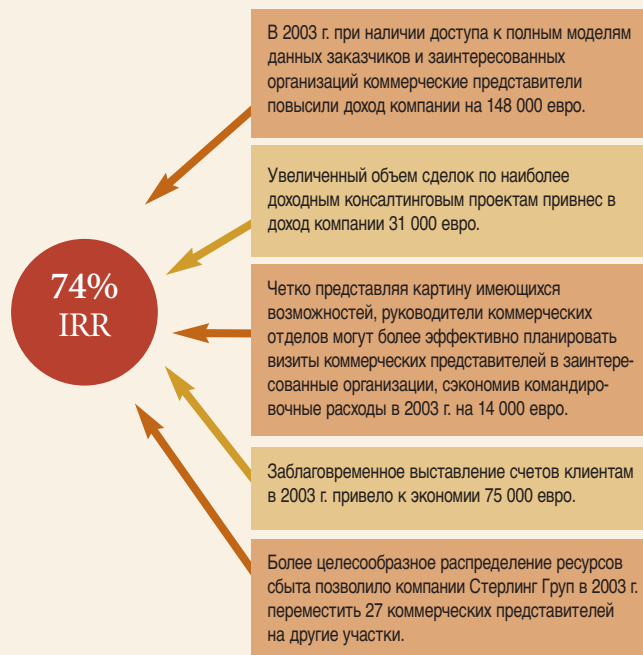 В 2003 г. при наличии доступа к полным моделям
данных заказчиков и заинтересованных
организаций коммерческие представители
повысили доход компании на 148 000 евро.
Увеличенный объем сделок по наиболее
доходным консалтинговым проектам привнес в
доход компании 31 000 евро.
74%
IRR
Четко представляя картину имеющихся
возможностей, руководители коммерческих
отделов могут более эффективно планировать
визиты коммерческих представителей в заинтере-
сованные организации, сэкономив командиро-
вочные расходы в 2003 г. на 14 000 евро.
Заблаговременное выставление счетов клиентам
в 2003 г. привело к экономии 75 000 евро.
Более целесообразное распределение ресурсов
сбыта позволило компании Стерлинг Груп в 2003 г.
переместить 27 коммерческих представителей
на другие участки.